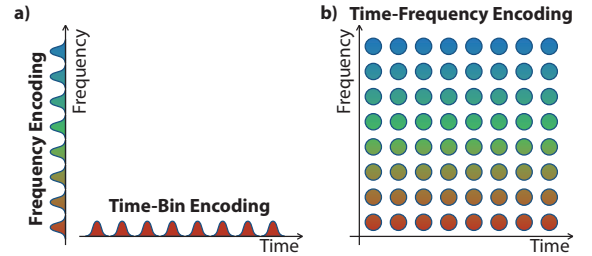 a)
Frequency Encoding
Frequency
Time-Bin Encoding
Time
b)
Time-Frequency Encoding
Frequency
Time